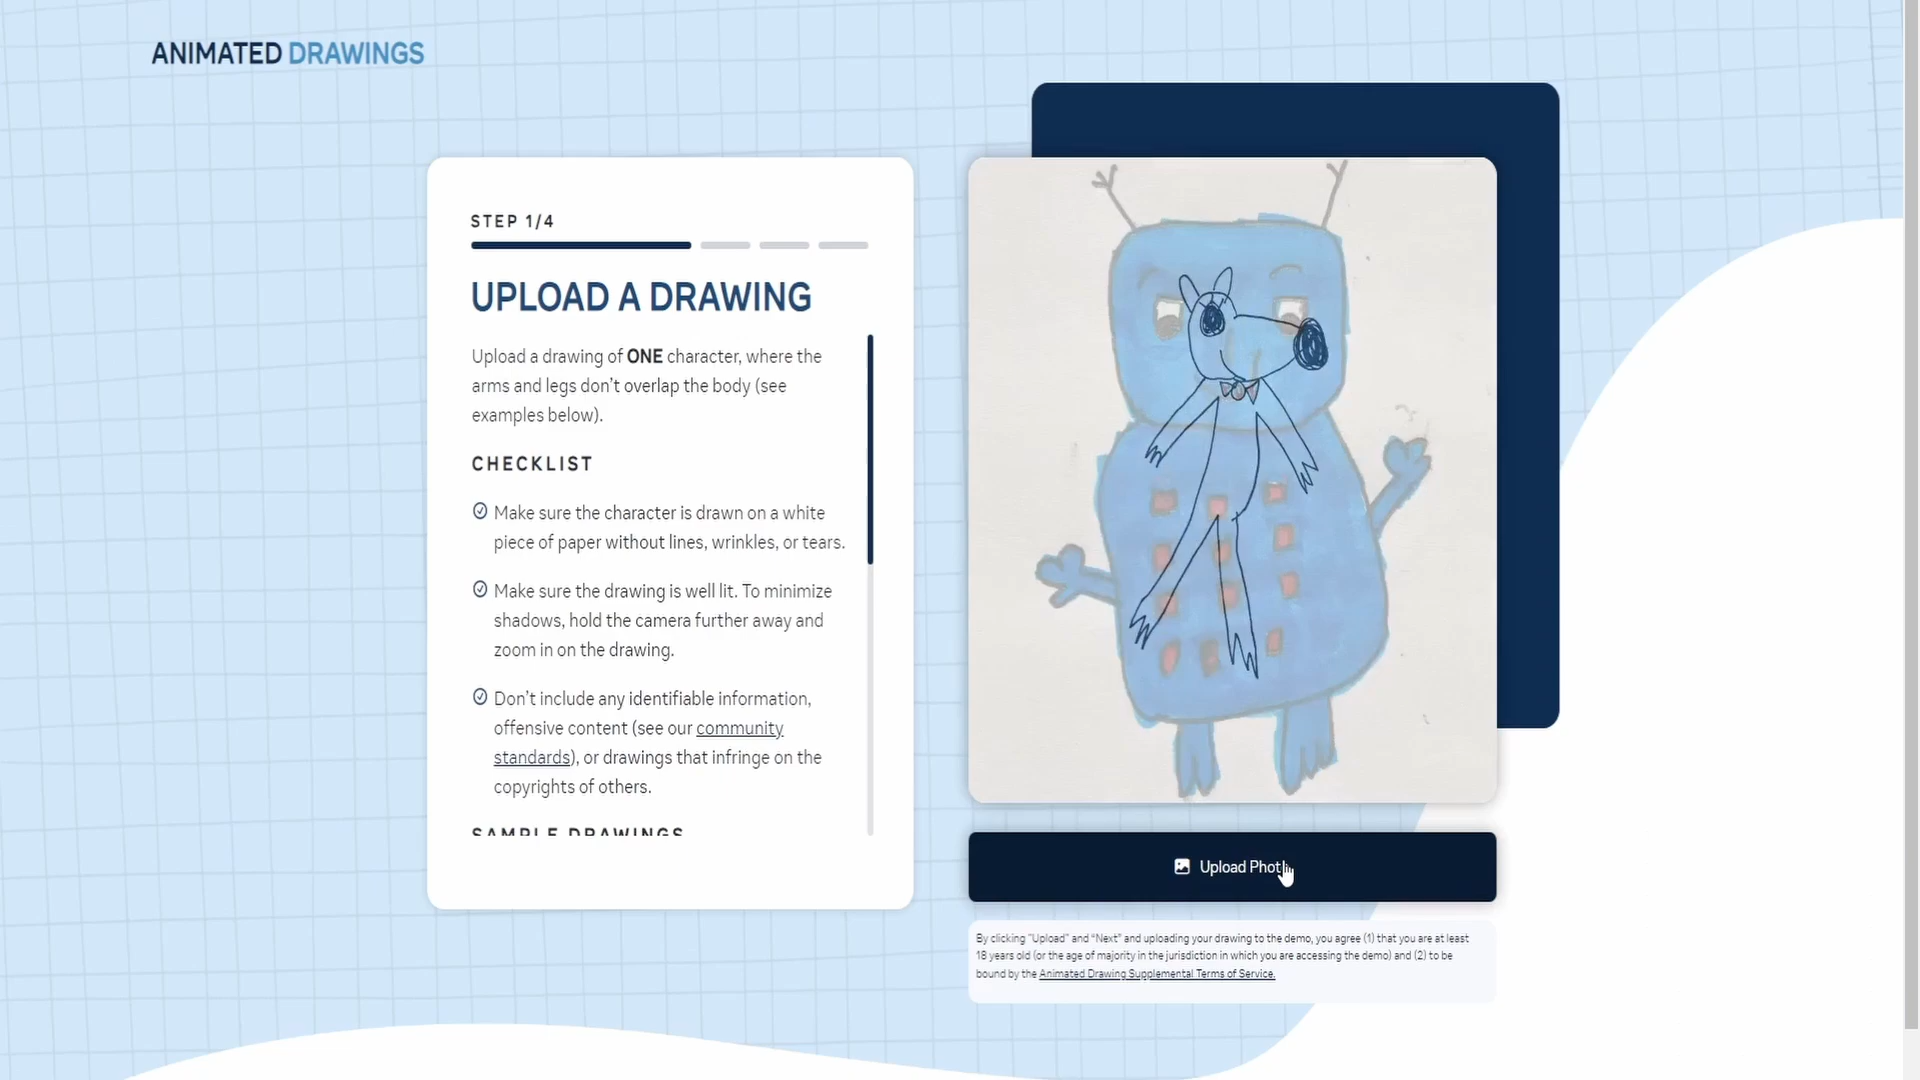 ANIMATED DRAWINGS
STEP 1/4
UPLOAD A DRAWING
Upload a drawing of ONE character, where the
arms and legs don't overlap the body (see
examples below).
CHECKLIST
Make sure the character is drawn on a white
piece of paper without lines, wrinkles, or tears.
Make sure the drawing is well lit. To minimize
shadows, hold the camera further away and
zoom in on the drawing.
Don't include any identifiable information,
offensive content (see our community
standards), or drawings that infringe on the
copyrights of others.
SAMPLE DRAWINGS
Upload Photo
By clicking "Upload" and "Next" and uploading your drawing to the demo, you agree (1) that you are at least
18 years old (or the age of majority in the jurisdiction in which you are accessing the demo) and (2) to be
bound by the Animated Drawing Supplemental Terms of Service.